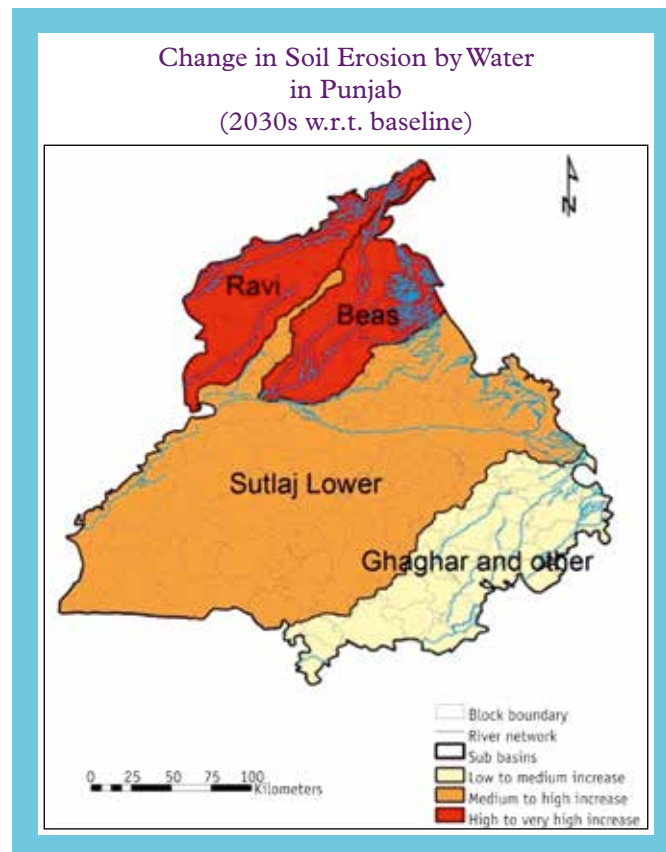 Change in Soil Erosion by Water
in Punjab
(2030s w.r.t. baseline)
N
Ravi
Beas
Sutlaj Lower
Ghaghar and other
Block boundary
River network
Sub basins
Low to medium increase
Medium to high increase
High to very high increase
0 25 50 75 100
Kilometers